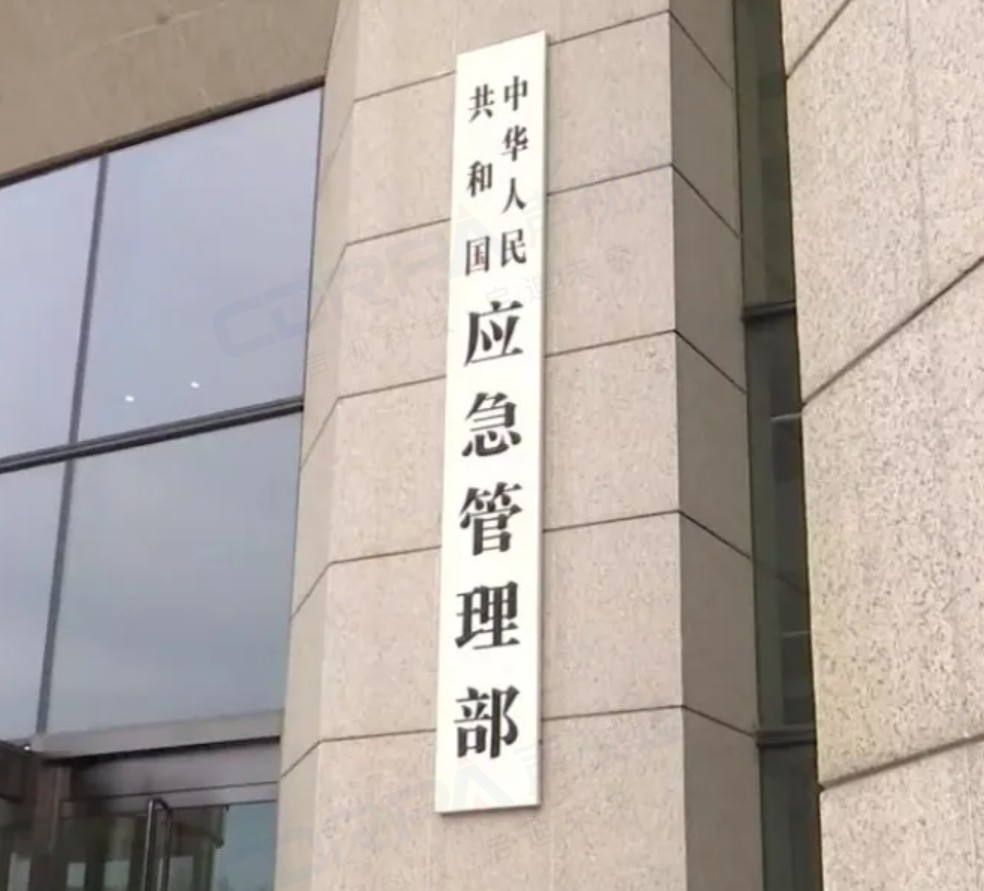 中华人民
共和国
应急管理部